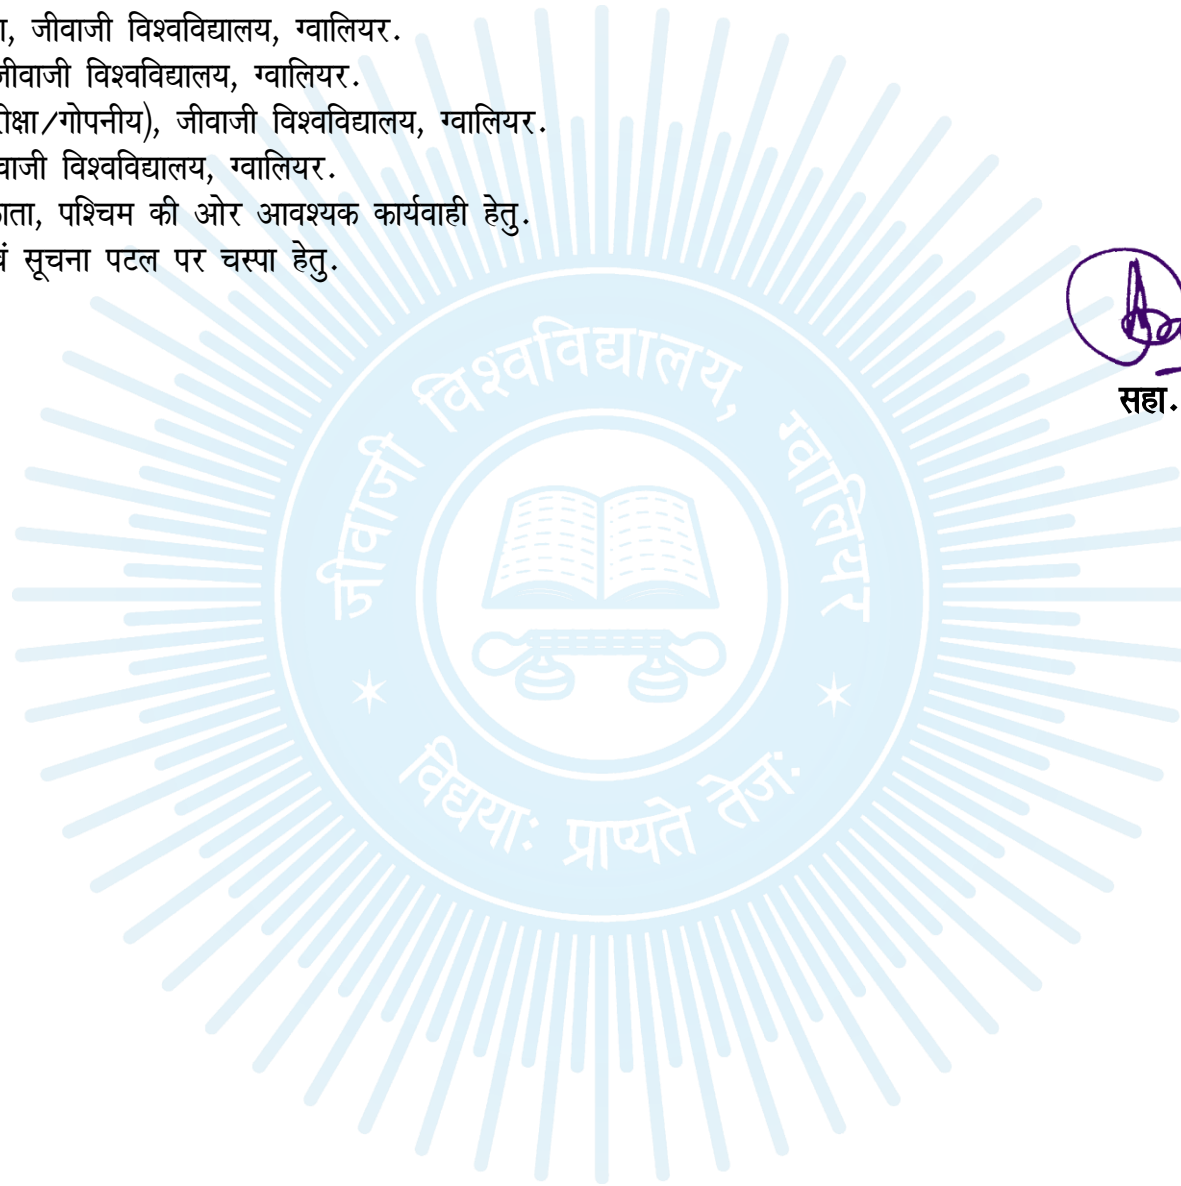 जीवाजी विश्वविद्यालय, ग्वालियर.
जीवाजी विश्वविद्यालय, ग्वालियर.
/गोपनीय), जीवाजी विश्वविद्यालय, ग्वालियर.
विश्वविद्यालय, ग्वालियर.
पश्चिम की ओर आवश्यक कार्यवाही हेतु.
सूचना पटल पर चस्पा हेतु.
सहा.
जीवाजी विश्वविद्यालय, ग्वालियर
विद्यया: प्राप्यते तेज: